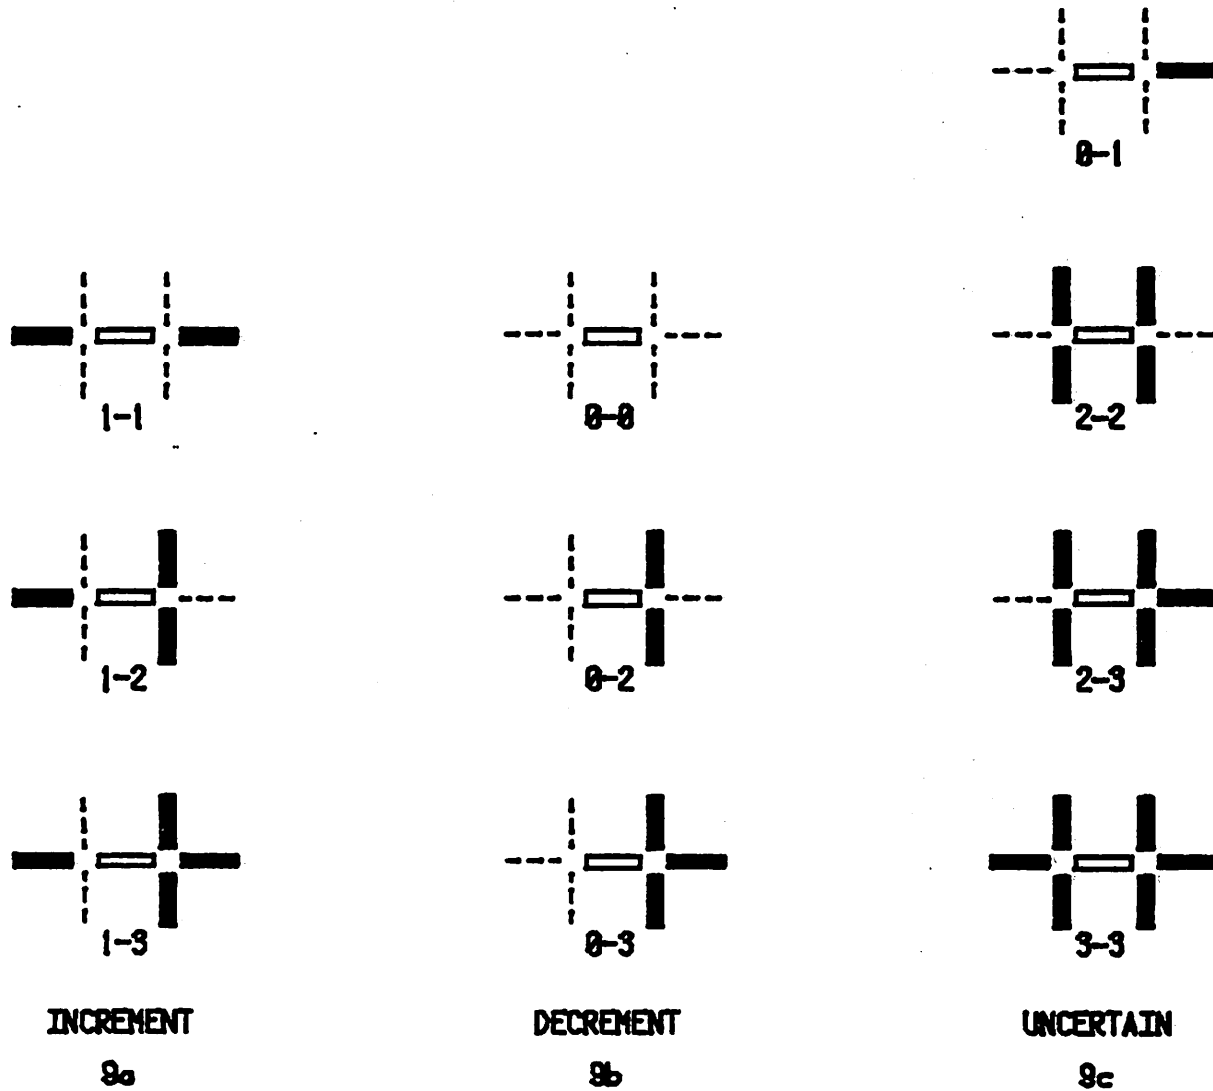 0-1
1-1 0-0 2-2
1-2 0-2 2-3
1-3 0-3 3-3
INCREMENT DECREMENT UNCERTAIN
9a 9b 9c